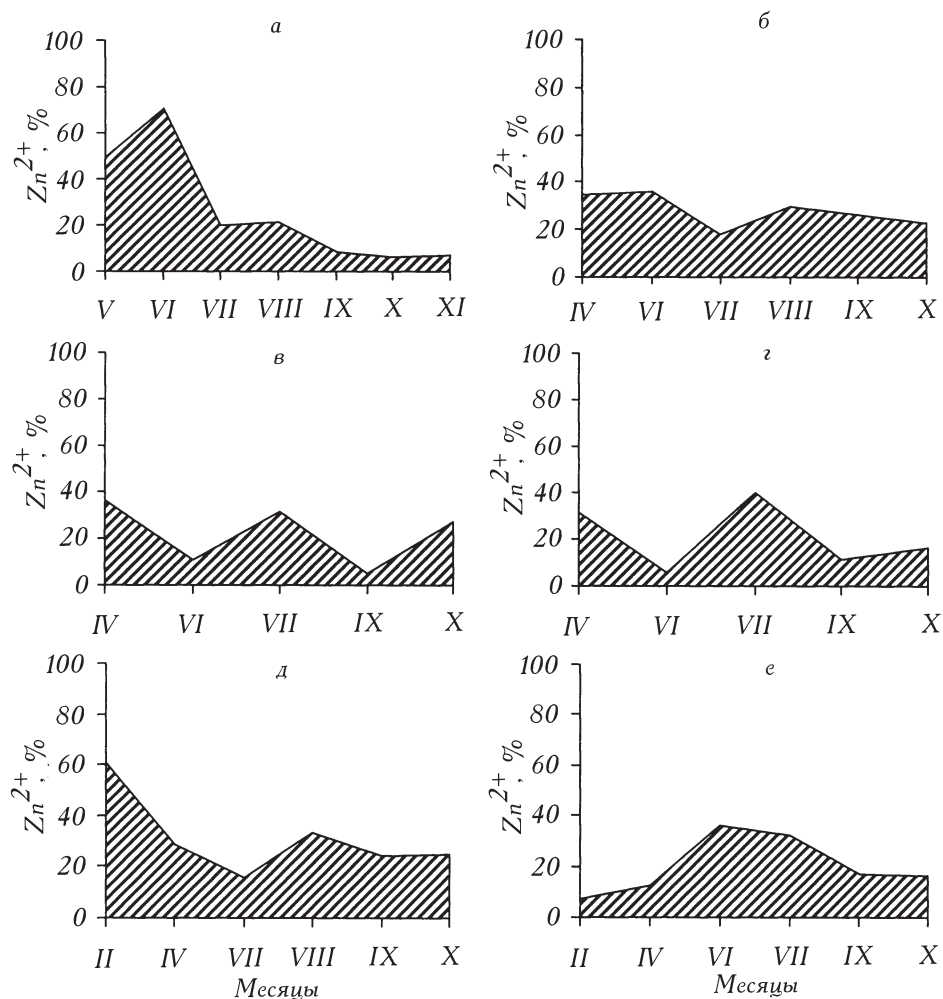 а
100
80
60
40
20
0
Zn2+, %
V VI VII VIII IX X XI
б
100
80
60
40
20
0
Zn2+, %
IV VI VII VIII IX X
в
100
80
60
40
20
0
Zn2+, %
IV VI VII IX X
г
100
80
60
40
20
0
Zn2+, %
IV VI VII IX X
д
100
80
60
40
20
0
Zn2+, %
II IV VII VIII IX X
Месяцы
е
100
80
60
40
20
0
Zn2+, %
II IV VI VII IX X
Месяцы